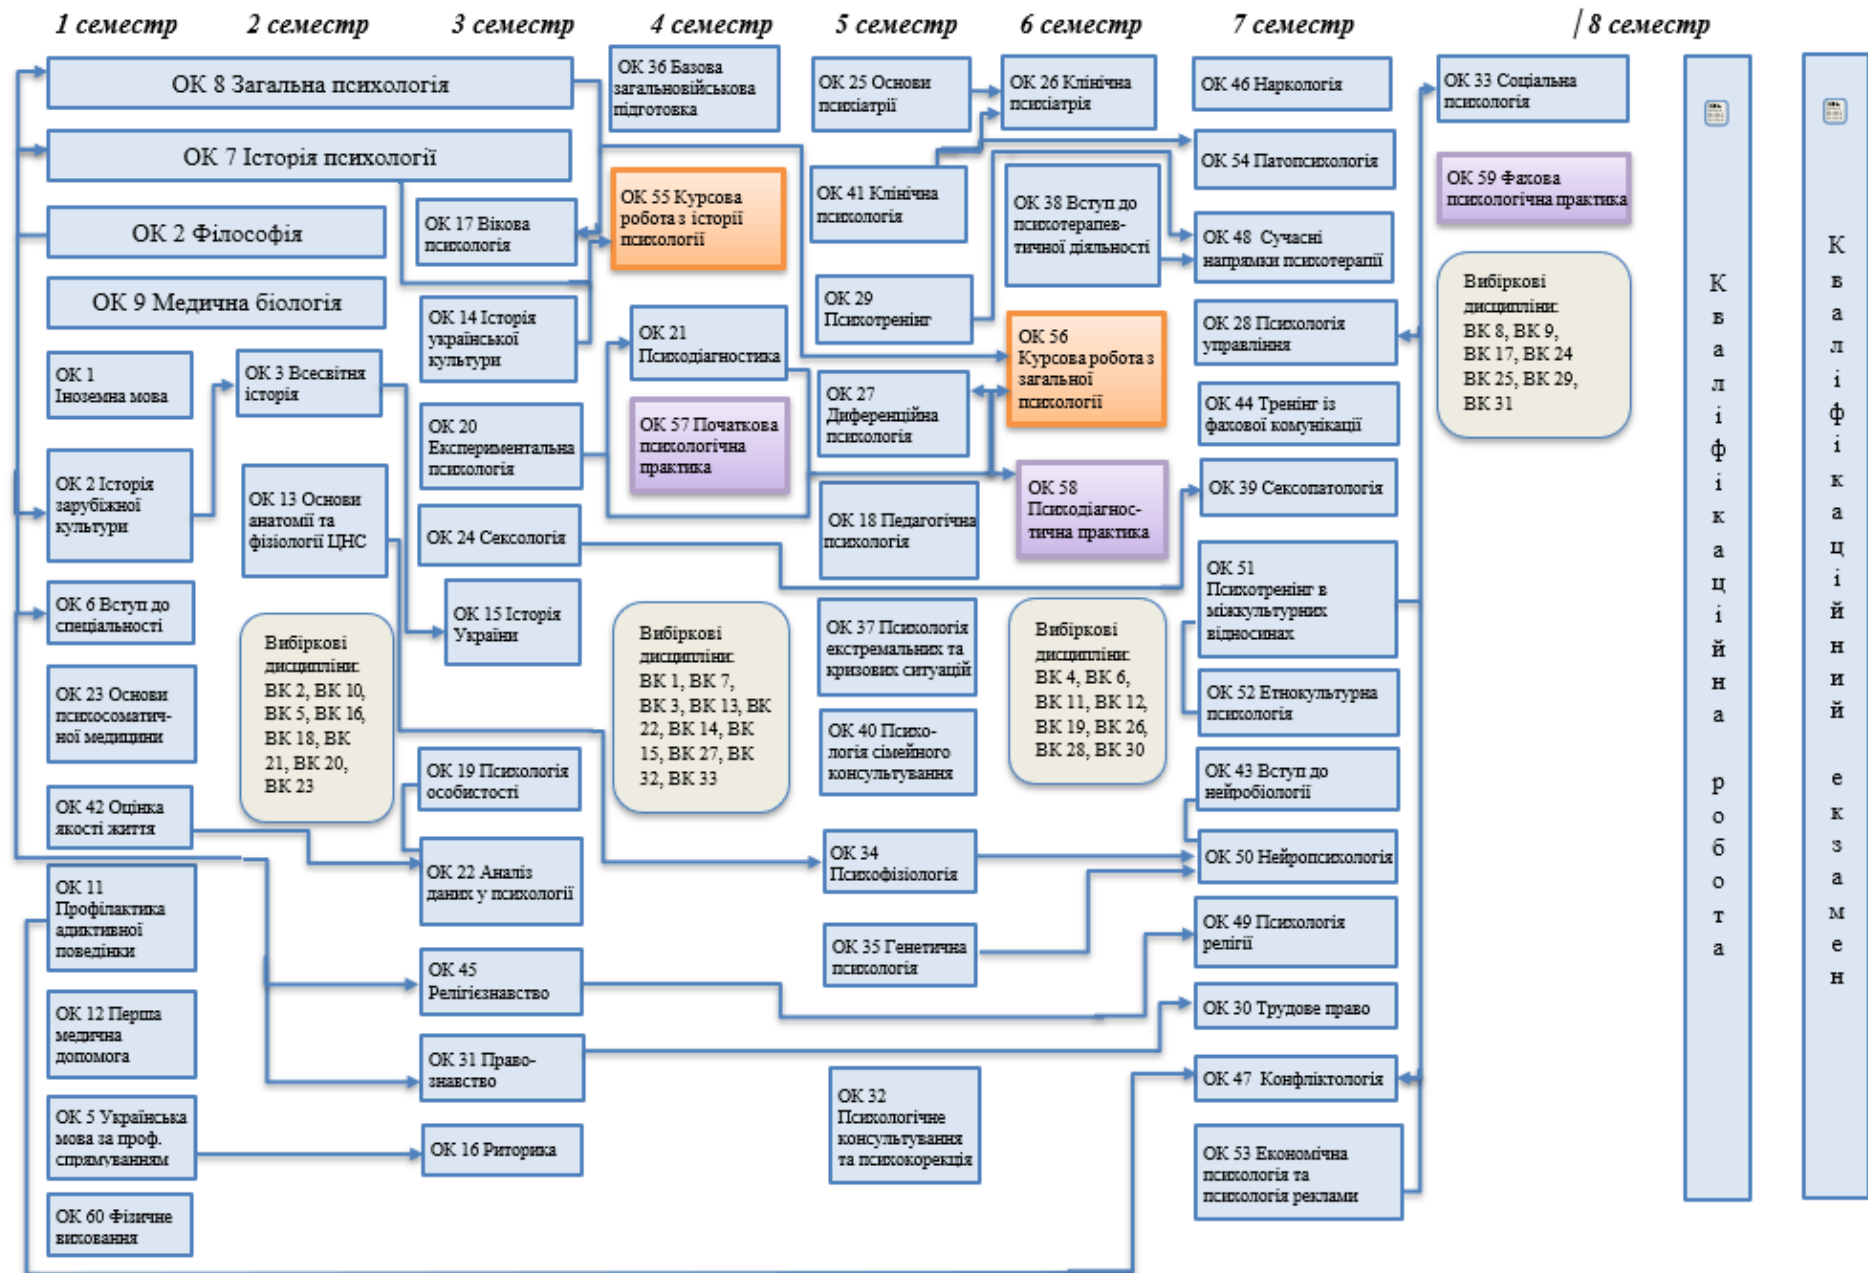 1 семестр
2 семестр
3 семестр
4 семестр
5 семестр
6 семестр
7 семестр
/ 8 семестр
ОК 8 Загальна психологія
ОК 7 Історія психології
ОК 2 Філософія
ОК 9 Медична біологія
ОК 1
Іноземна мова
ОК 2 Історія
зарубіжної
культури
ОК 6 Вступ до
спеціальності
ОК 23 Основи
психосоматич-
ної медицини
ОК 42 Оцінка
якості життя
ОК 11
Профілактика
адиктивної
поведінки
ОК 12 Перша
медична
допомога
ОК 5 Українська
мова за проф.
спрямуванням
ОК 60 Фізичне
виховання
ОК 3 Всесвітня
історія
ОК 13 Основи
анатомії та
фізіології ЦНС
Вибіркові
дисципліни:
ВК 2, ВК 10,
ВК 5, ВК 16,
ВК 18, ВК
21, ВК 20,
ВК 23
ОК 17 Вікова
психологія
ОК 14 Історія
української
культури
ОК 20
Експериментальна
психологія
ОК 24 Сексологія
ОК 15 Історія
України
ОК 19 Психологія
особистості
ОК 22 Аналіз
даних у психології
ОК 45
Релігієзнавство
ОК 31 Право-
знавство
ОК 16 Риторика
ОК 36 Базова
загальновійськова
підготовка
ОК 55 Курсова
робота з історії
психології
ОК 21
Психодіагностика
ОК 57 Початкова
психологічна
практика
Вибіркові
дисципліни:
ВК 1, ВК 7,
ВК 3, ВК 13, ВК
22, ВК 14, ВК
15, ВК 27, ВК
32, ВК 33
ОК 25 Основи
психіатрії
ОК 41 Клінічна
психологія
ОК 29
Психотренінг
ОК 27
Диференційна
психологія
ОК 18 Педагогічна
психологія
ОК 37 Психологія
екстремальних та
кризових ситуацій
ОК 40 Психо-
логія сімейного
консультування
ОК 34
Психофізіологія
ОК 35 Генетична
психологія
ОК 32
Психологічне
консультування
та психокорекція
ОК 26 Клінічна
психіатрія
ОК 38 Вступ до
психотерапев-
тичної діяльності
ОК 56
Курсова робота з
загальної
психології
ОК 58
Психодіагнос-
тична практика
Вибіркові
дисципліни:
ВК 4, ВК 6,
ВК 11, ВК 12,
ВК 19, ВК 26,
ВК 28, ВК 30
ОК 46 Наркологія
ОК 54 Патопсихологія
ОК 48 Сучасні
напрямки психотерапії
ОК 28 Психологія
управління
ОК 44 Тренінг із
фахової комунікації
ОК 39 Сексопатологія
ОК 51
Психотренінг в
міжкультурних
відносинах
ОК 52 Етнокультурна
психологія
ОК 43 Вступ до
нейробіології
ОК 50 Нейропсихологія
ОК 49 Психологія
релігії
ОК 30 Трудове право
ОК 47 Конфліктологія
ОК 53 Економічна
психологія та
психологія реклами
ОК 33 Соціальна
психологія
ОК 59 Фахова
психологічна практика
Вибіркові
дисципліни:
ВК 8, ВК 9,
ВК 17, ВК 24
ВК 25, ВК 29,
ВК 31
Кваліфікаційна робота
Кваліфікаційний екзамен